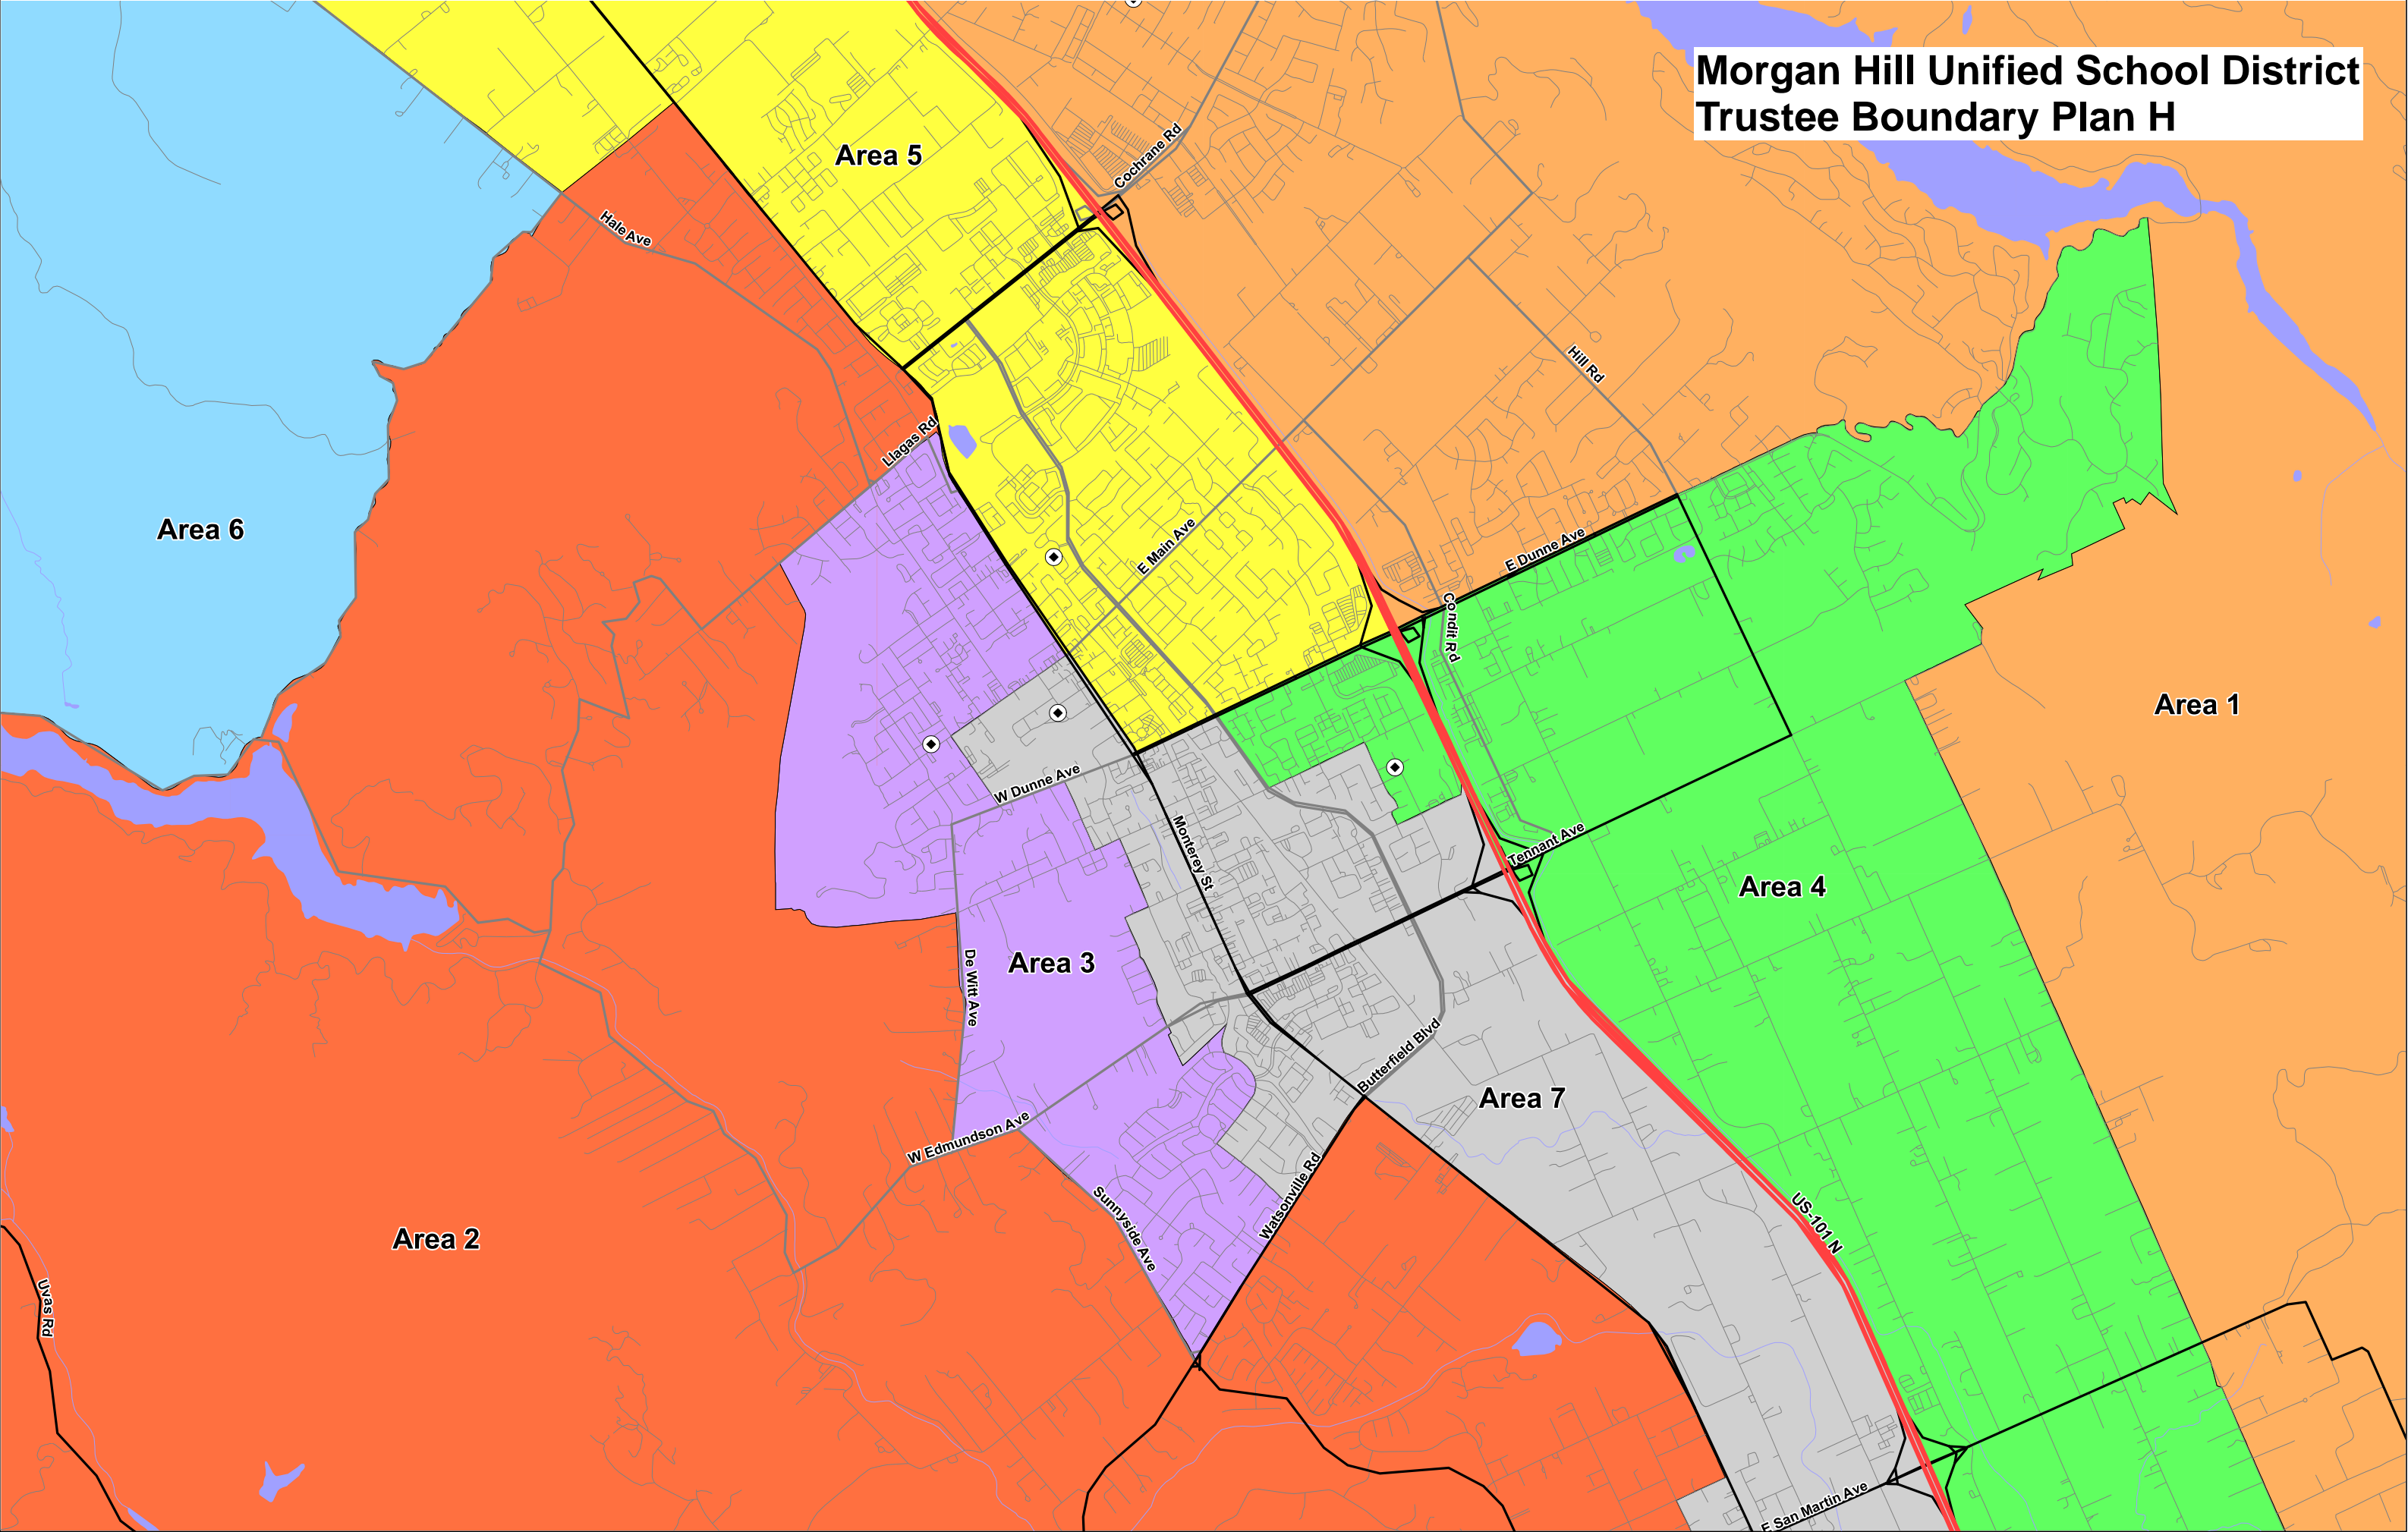 Morgan Hill Unified School District
Trustee Boundary Plan H
Area 5
Cochrane Rd
Hale Ave
Hill Rd
Llagas Rd
Area 6
E Main Ave
E Dunne Ave
Condit Rd
Area 1
W Dunne Ave
Monterey St
Tennant Ave
Area 4
Area 3
De Witt Ave
Butterfield Blvd
Area 7
W Edmundson Ave
Sunnyside Ave
Watsonville Rd
US-101 N
Area 2
Uvas Rd
E San Martin Ave